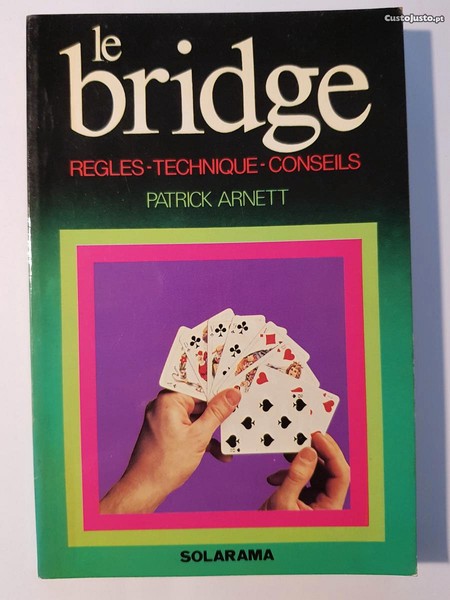 CustoJusto.pt
le
bridge
REGLES-TECHNIQUE-CONSEILS
PATRICK ARNETT
SOLARAMA